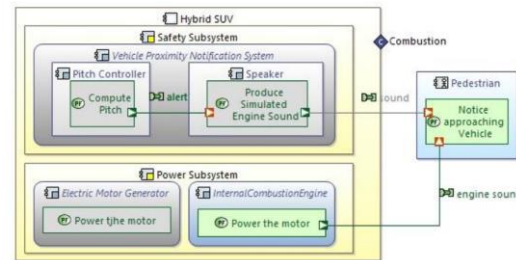 Hybrid SUV
Safety Subsystem
Combustion
Vehicle Proximity Notification System
Pitch Controller
Speaker
Pedestrian
Compute
Pitch
alert
Produce
Simulated
Engine Sound
sound
Notice
approaching
Vehicle
Power Subsystem
Electric Motor Generator
InternalCombustionEngine
Power tjhe motor
Power the motor
engine soun